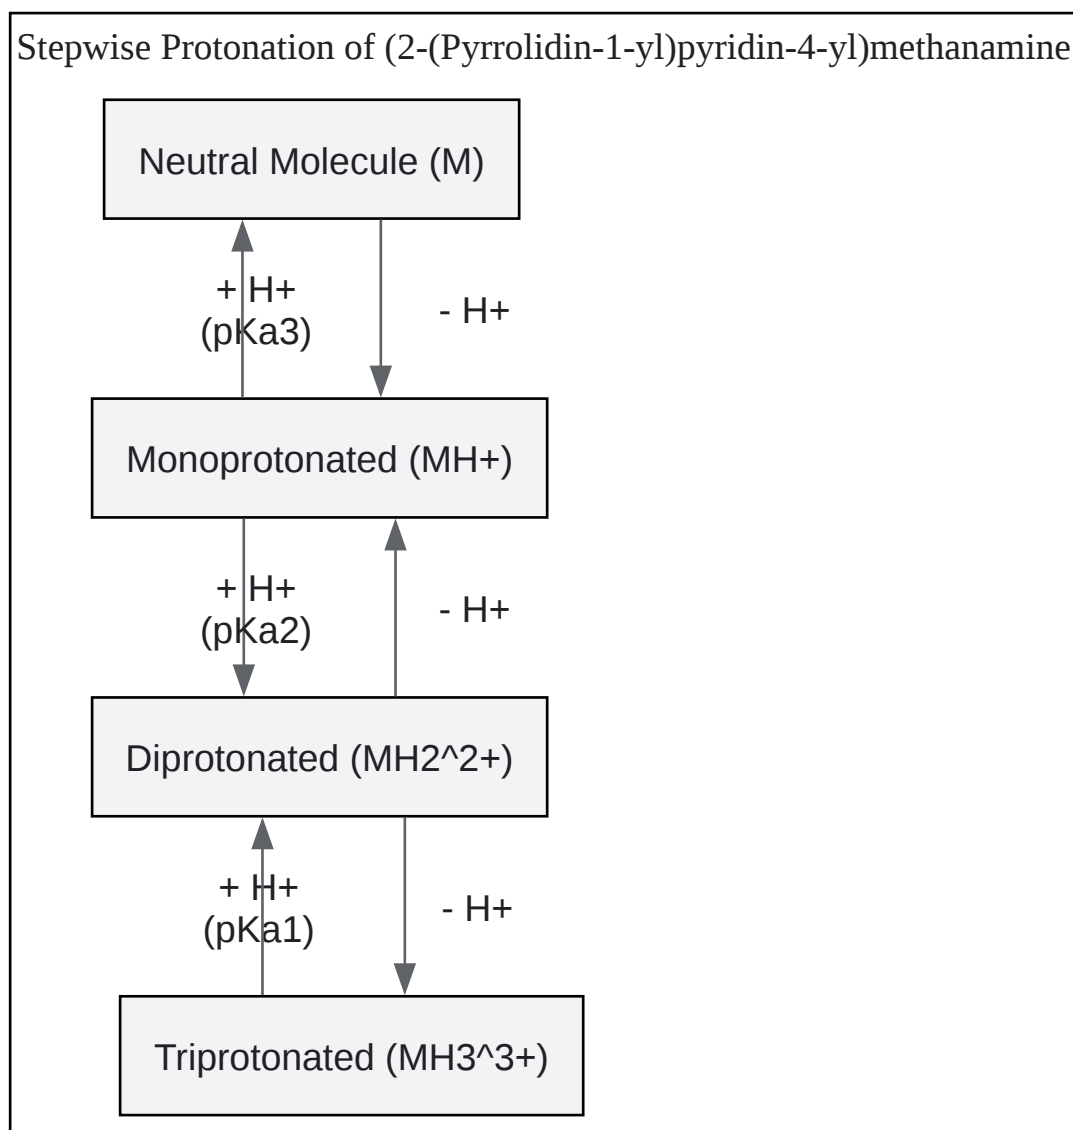 Stepwise Protonation of (2-(Pyrrolidin-1-yl)pyridin-4-yl)methanamine
Neutral Molecule (M)
+ H+
(pKa3)
- H+
Monoprotonated (MH+)
+ H+
(pKa2)
- H+
Diprotonated (MH2^2+)
+ H+
(pKa1)
- H+
Triprotonated (MH3^3+)